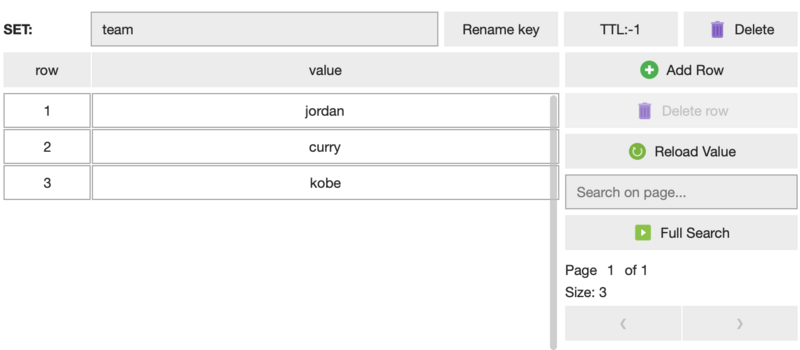 SET: team Rename key TTL:-1 Delete
row value Add Row
1 jordan Delete row
2 curry Reload Value
3 kobe Search on page...
Full Search
Page 1 of 1
Size: 3